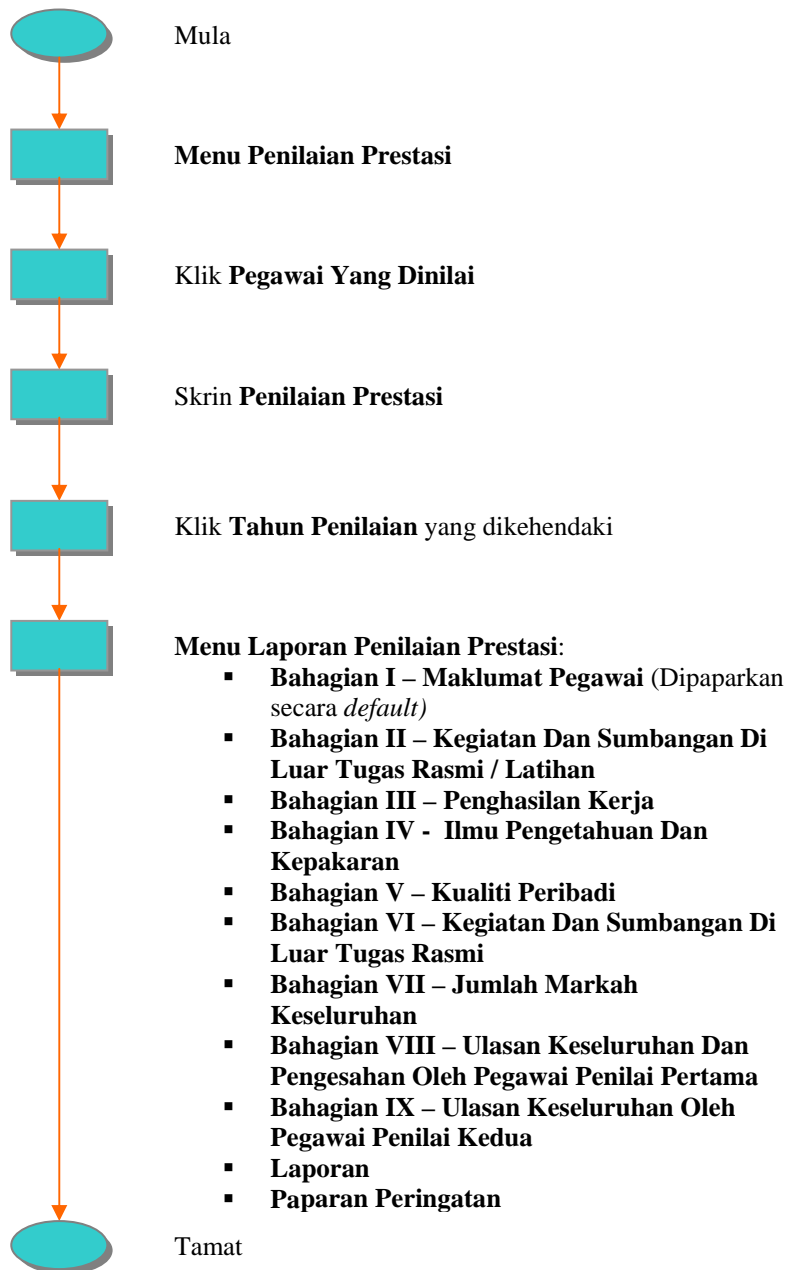 Mula
Menu Penilaian Prestasi
Klik Pegawai Yang Dinilai
Skrin Penilaian Prestasi
Klik Tahun Penilaian yang dikehendaki
Menu Laporan Penilaian Prestasi:
▪ Bahagian I – Maklumat Pegawai (Dipaparkan
secara default)
▪ Bahagian II – Kegiatan Dan Sumbangan Di
Luar Tugas Rasmi / Latihan
▪ Bahagian III – Penghasilan Kerja
▪ Bahagian IV - Ilmu Pengetahuan Dan
Kepakaran
▪ Bahagian V – Kualiti Peribadi
▪ Bahagian VI – Kegiatan Dan Sumbangan Di
Luar Tugas Rasmi
▪ Bahagian VII – Jumlah Markah
Keseluruhan
▪ Bahagian VIII – Ulasan Keseluruhan Dan
Pengesahan Oleh Pegawai Penilai Pertama
▪ Bahagian IX – Ulasan Keseluruhan Oleh
Pegawai Penilai Kedua
▪ Laporan
▪ Paparan Peringatan
Tamat